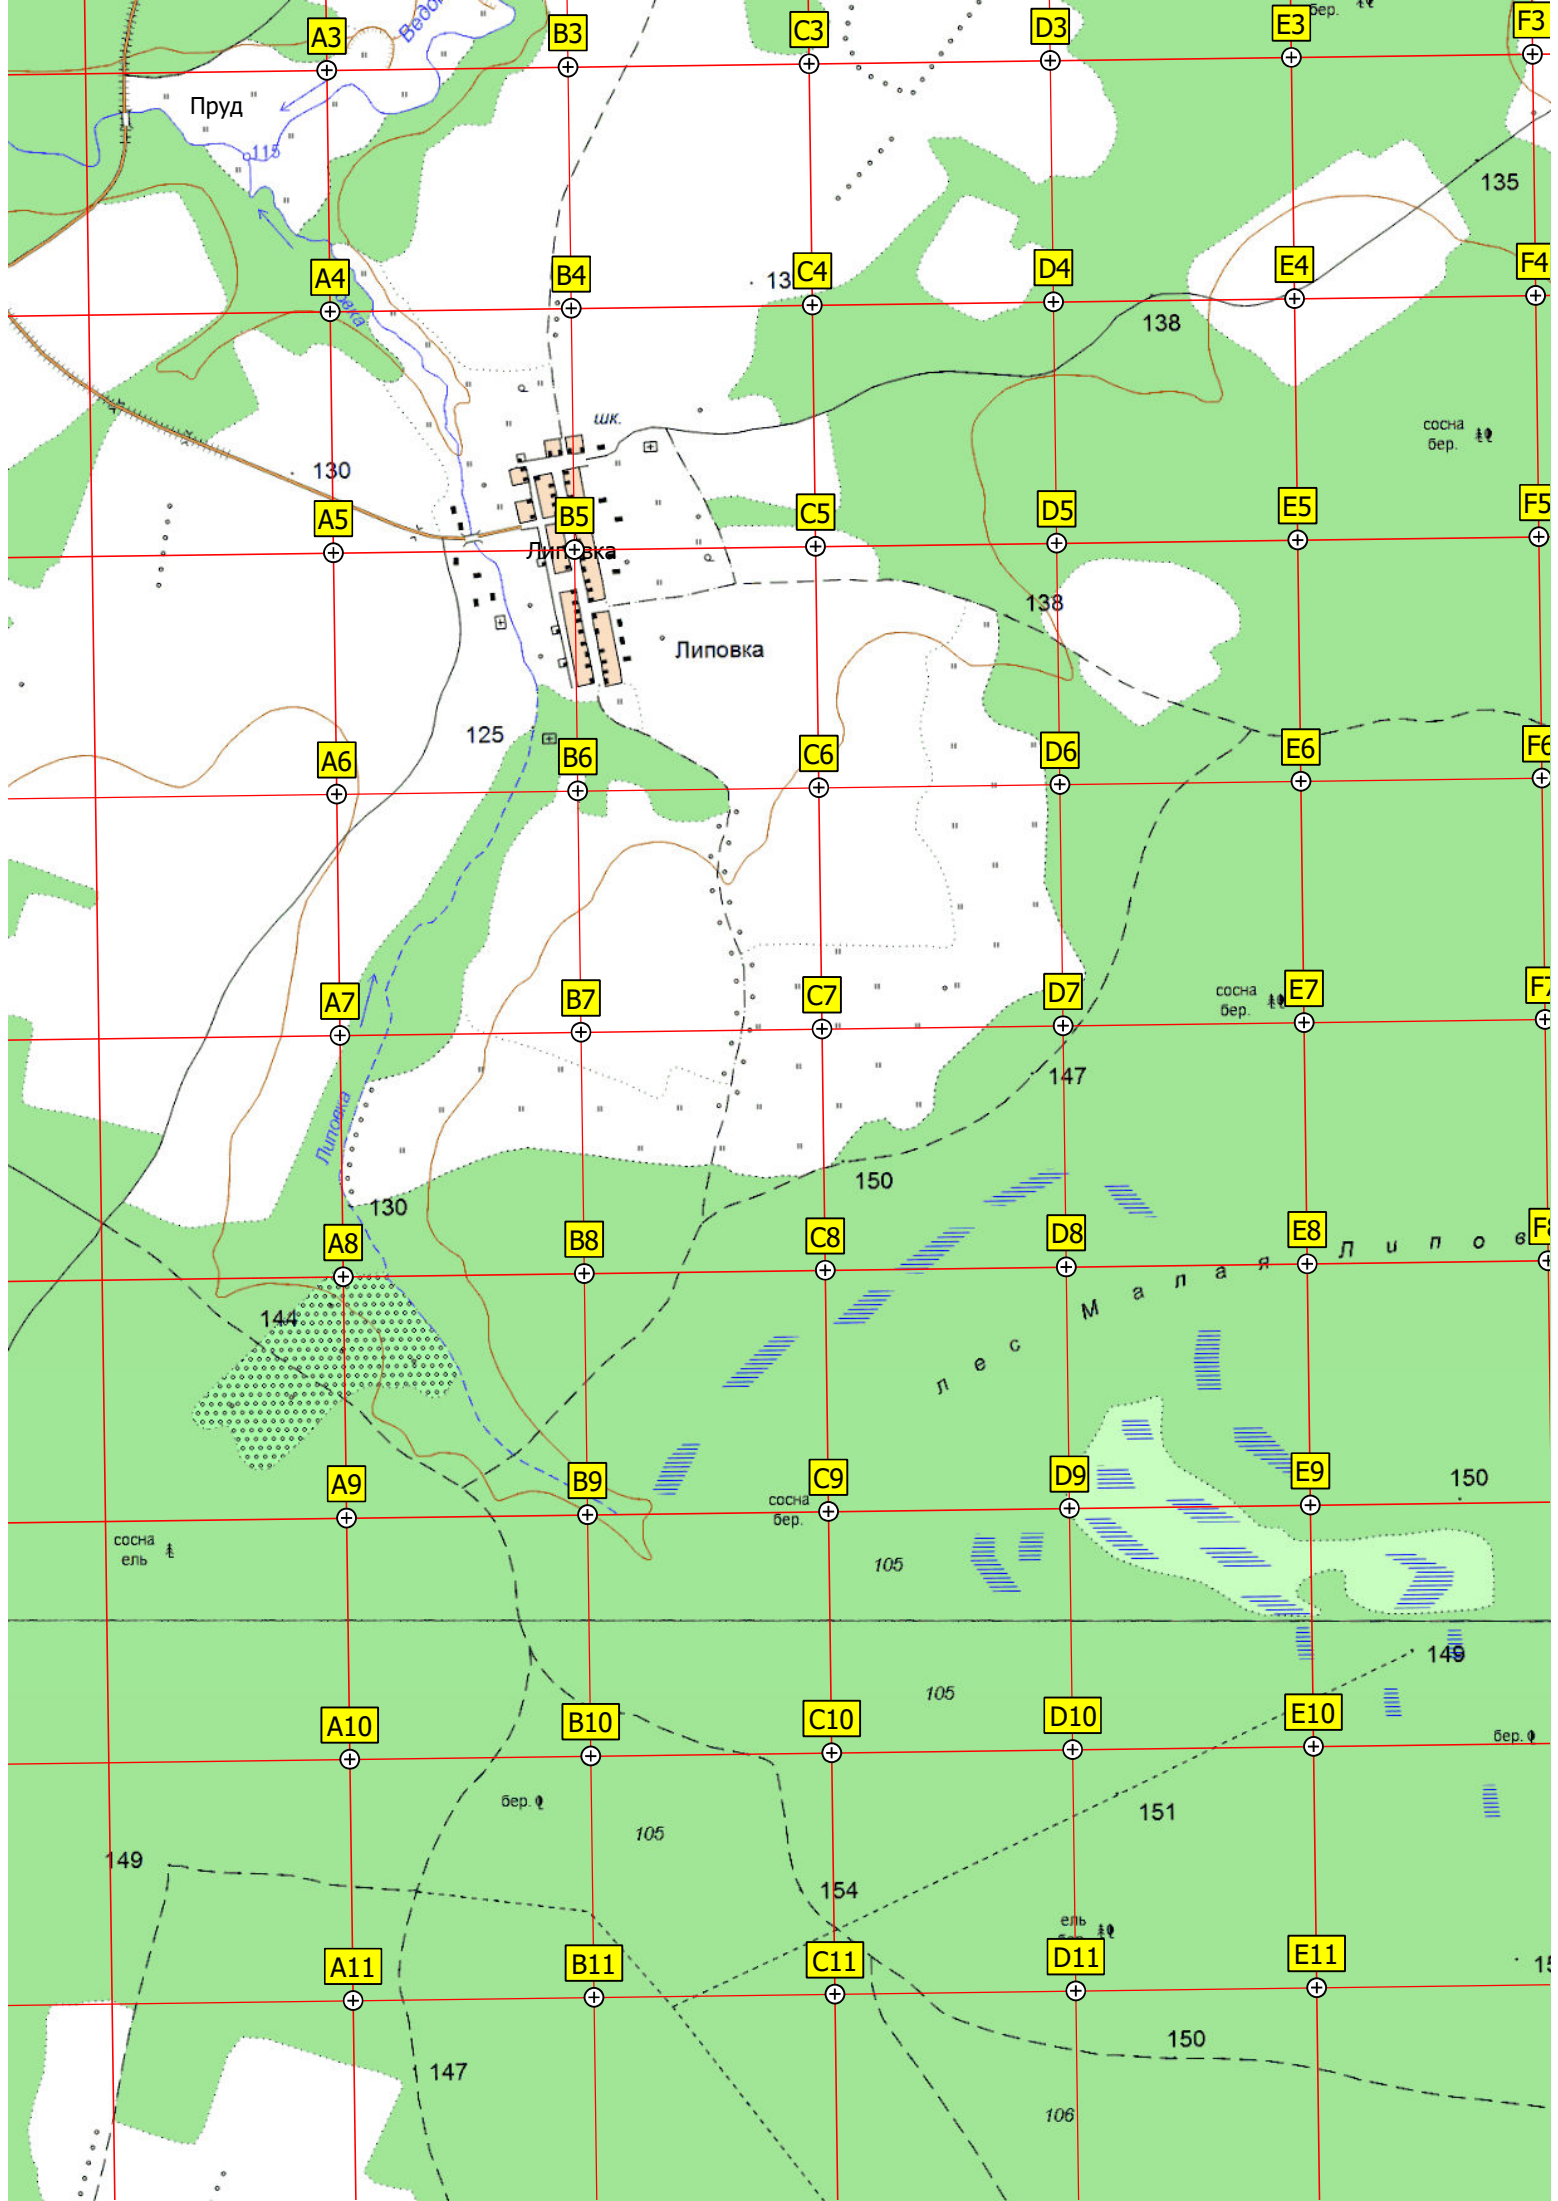 бер.
A3
B3
C3
D3
E3
F3
Пруд
115
135
A4
B4
C4
D4
E4
F4
138
шк.
сосна
бер.
130
A5
B5
C5
D5
E5
F5
Липовка
138
Липовка
125
A6
B6
C6
D6
E6
F6
A7
B7
C7
D7
сосна
бер.
E7
F7
147
Липовка
130
150
A8
B8
C8
D8
E8
F8
лес Малая Липов
144
A9
B9
C9
D9
E9
150
сосна
бер.
сосна
ель
105
149
105
A10
B10
C10
D10
E10
бер.
бер.
105
151
149
154
ель
A11
B11
C11
D11
E11
150
147
106